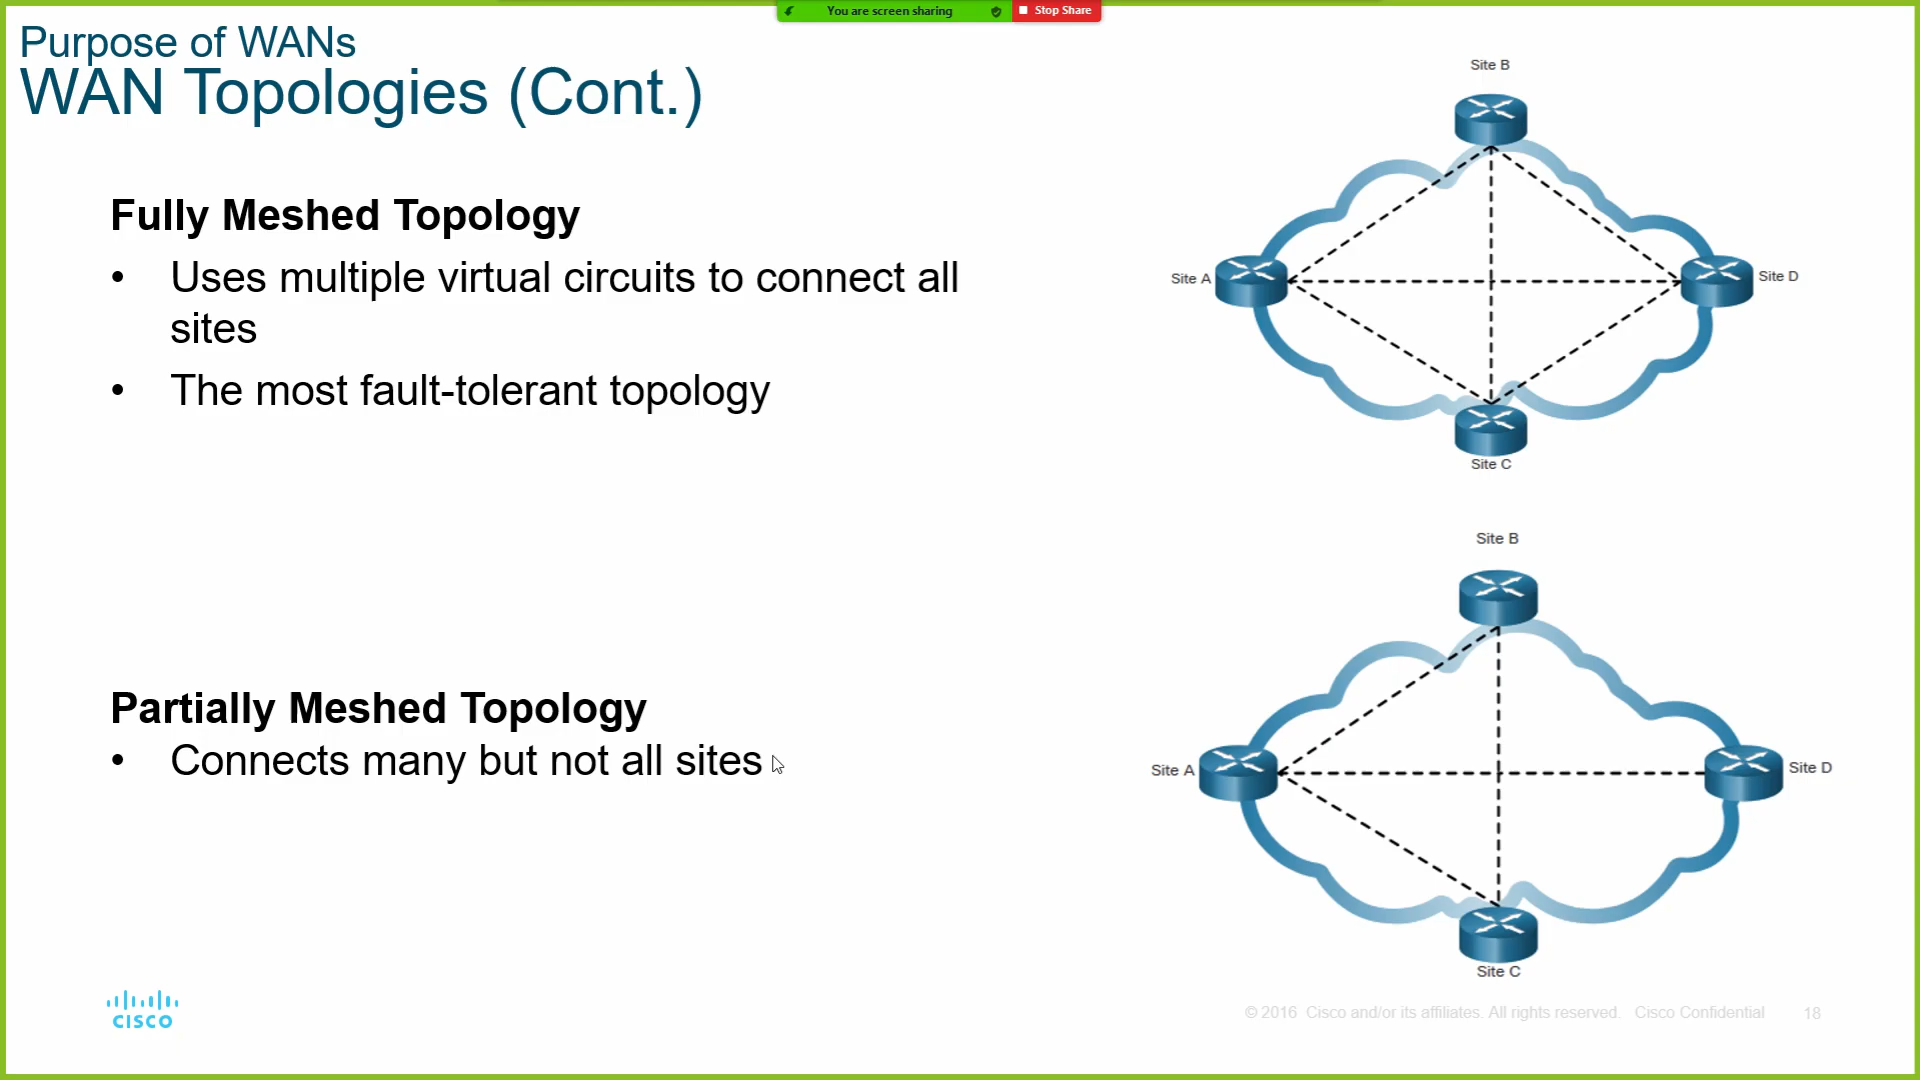 You are screen sharing
Stop Share
Purpose of WANs
WAN Topologies (Cont.)
Fully Meshed Topology
• Uses multiple virtual circuits to connect all
sites
• The most fault-tolerant topology
Site B
Site A
Site D
Site C
Partially Meshed Topology
• Connects many but not all sites
Site B
Site A
Site D
Site C
CISCO
© 2016 Cisco and/or its affiliates. All rights reserved. Cisco Confidential
18